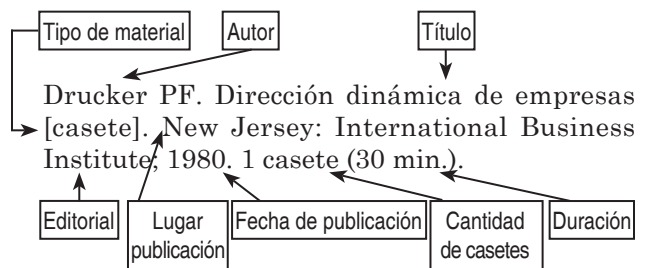 Tipo de material Autor Título
Drucker PF. Dirección dinámica de empresas
[casete]. New Jersey: International Business
Institute; 1980. 1 casete (30 min.).
Editorial Lugar publicación Fecha de publicación Cantidad de casetes Duración